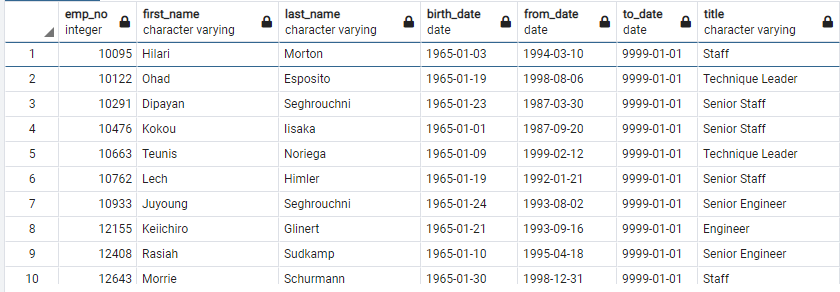 emp_no first_name last_name birth_date from_date to_date title
integer character varying character varying date date date character varying
1 10095 Hilari Morton 1965-01-03 1994-03-10 9999-01-01 Staff
2 10122 Ohad Esposito 1965-01-19 1998-08-06 9999-01-01 Technique Leader
3 10291 Dipayan Seghrouchni 1965-01-23 1987-03-30 9999-01-01 Senior Staff
4 10476 Kokou Iisaka 1965-01-01 1987-09-20 9999-01-01 Senior Staff
5 10663 Teunis Noriega 1965-01-09 1999-02-12 9999-01-01 Technique Leader
6 10762 Lech Himler 1965-01-19 1992-01-21 9999-01-01 Senior Staff
7 10933 Juyoung Seghrouchni 1965-01-24 1993-08-02 9999-01-01 Senior Engineer
8 12155 Keiichiro Glinert 1965-01-21 1993-09-16 9999-01-01 Engineer
9 12408 Rasiah Sudkamp 1965-01-10 1995-04-18 9999-01-01 Senior Engineer
10 12643 Morrie Schurmann 1965-01-30 1998-12-31 9999-01-01 Staff